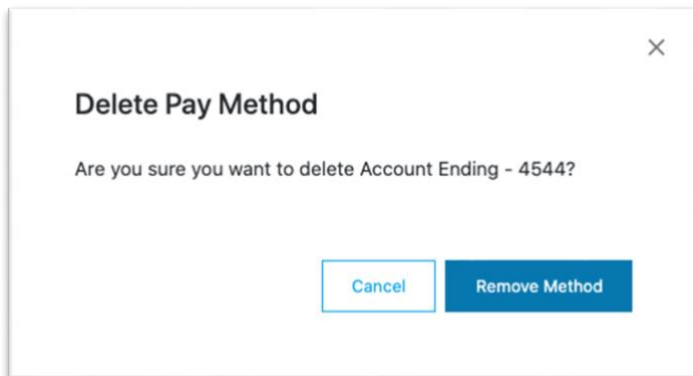 Delete Pay Method
Are you sure you want to delete Account Ending - 4544?
Cancel
Remove Method